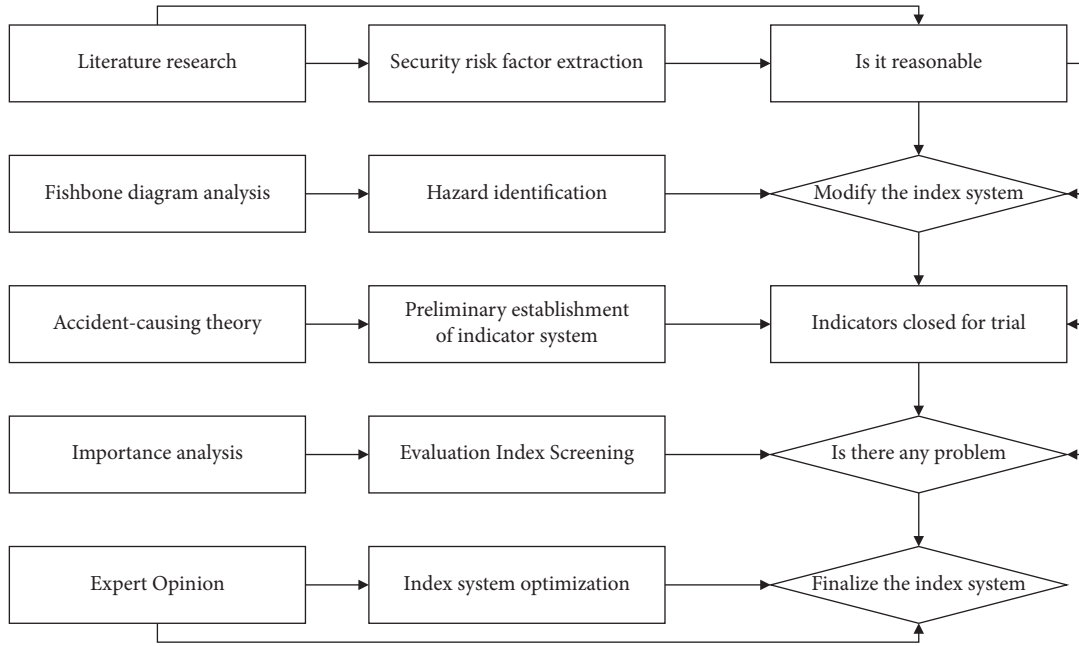 Literature research
Security risk factor extraction
Is it reasonable
Fishbone diagram analysis
Hazard identification
Modify the index system
Accident-causing theory
Preliminary establishment
of indicator system
Indicators closed for trial
Importance analysis
Evaluation Index Screening
Is there any problem
Expert Opinion
Index system optimization
Finalize the index system